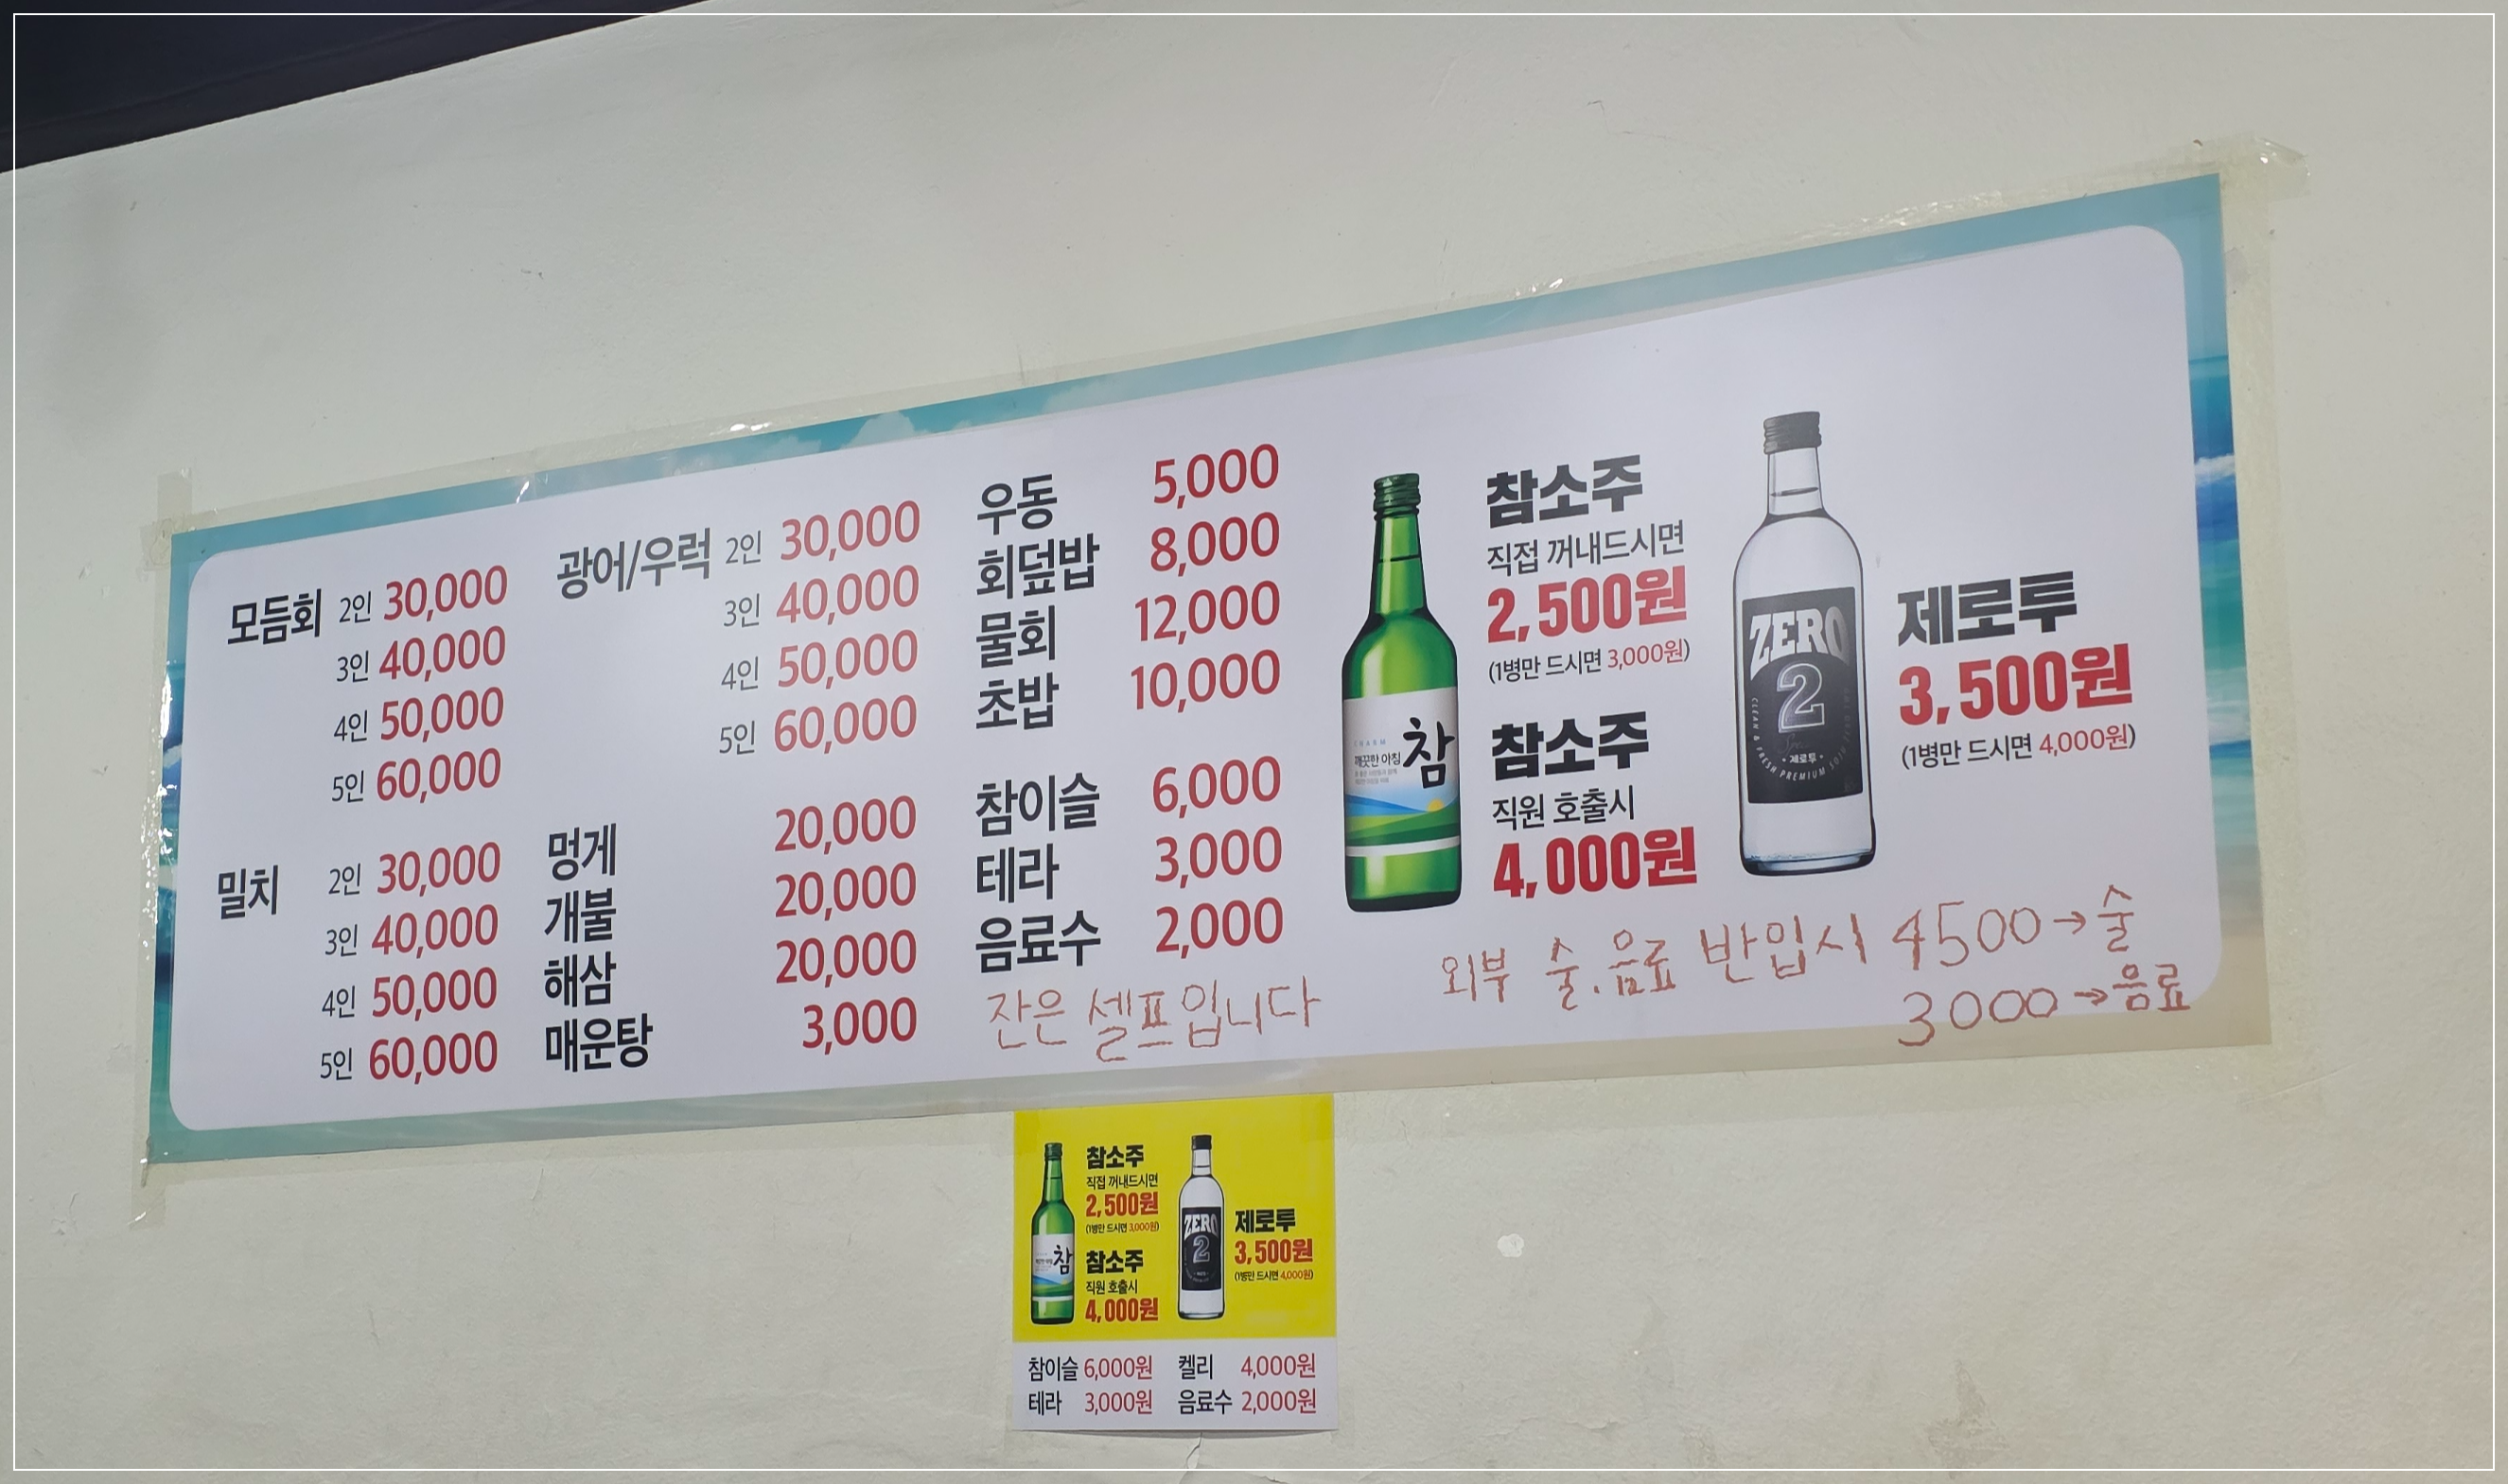 모듬회 2인 30,000
3인 40,000
4인 50,000
5인 60,000
밀치 2인 30,000
3인 40,000
4인 50,000
5인 60,000
광어/우럭 2인 30,000
3인 40,000
4인 50,000
5인 60,000
멍게 20,000
개불 20,000
해삼 20,000
매운탕 3,000
우동 5,000
회덮밥 8,000
물회 12,000
초밥 10,000
참이슬 6,000
테라 3,000
음료수 2,000
잔은 셀프입니다
깨끗한 아침
참
참소주
직접 꺼내드시면
2,500원
(1병만 드시면 3,000원)
참소주
직원 호출시
4,000원
ZERO
2
제로투
CLEAN & FRESH PREMIUM SOJU
제로투
3,500원
(1병만 드시면 4,000원)
외부 술.음료 반입시 4500→술
3000→음료
참
참소주
직접 꺼내드시면
2,500원
(1병만 드시면 3,000원)
참소주
직원 호출시
4,000원
ZERO
2
제로투
3,500원
(1병만 드시면 4,000원)
참이슬 6,000원 켈리 4,000원
테라 3,000원 음료수 2,000원